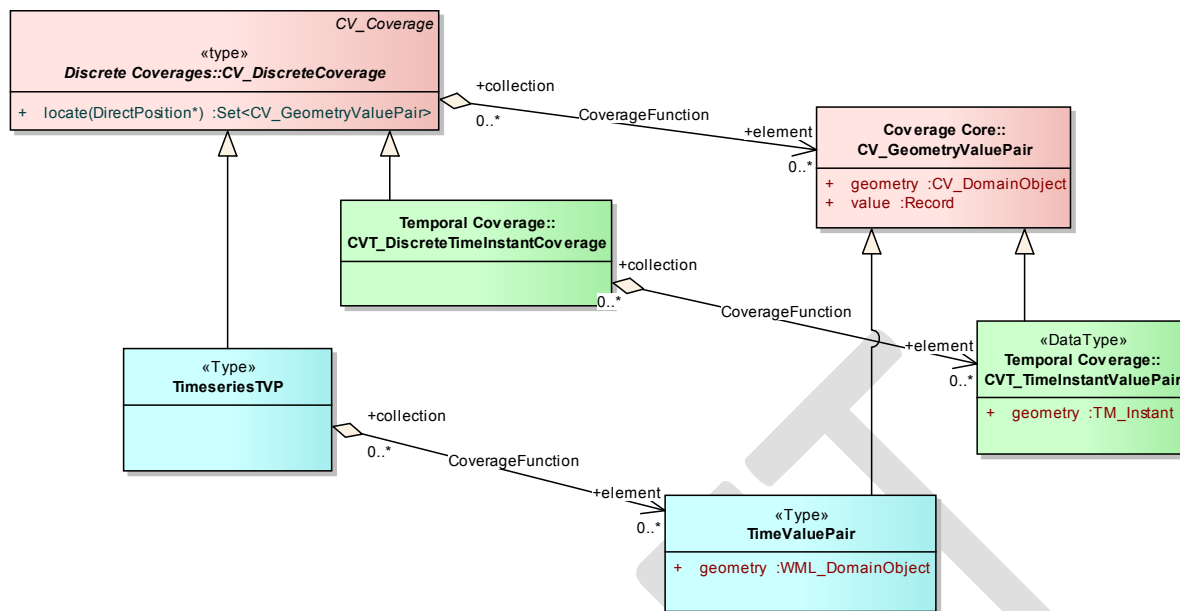 CV_Coverage
«type»
Discrete Coverages::CV_DiscreteCoverage
+ locate(DirectPosition*) :Set<CV_GeometryValuePair>
+collection
0..*
CoverageFunction
+element
0..*
Coverage Core::
CV_GeometryValuePair
+ geometry :CV_DomainObject
+ value :Record
Temporal Coverage::
CVT_DiscreteTimeInstantCoverage
+collection
0..*
CoverageFunction
+element
0..*
«DataType»
Temporal Coverage::
CVT_TimeInstantValuePair
+ geometry :TM_Instant
«Type»
TimeseriesTVP
+collection
0..*
CoverageFunction
+element
0..*
«Type»
TimeValuePair
+ geometry :WML_DomainObject